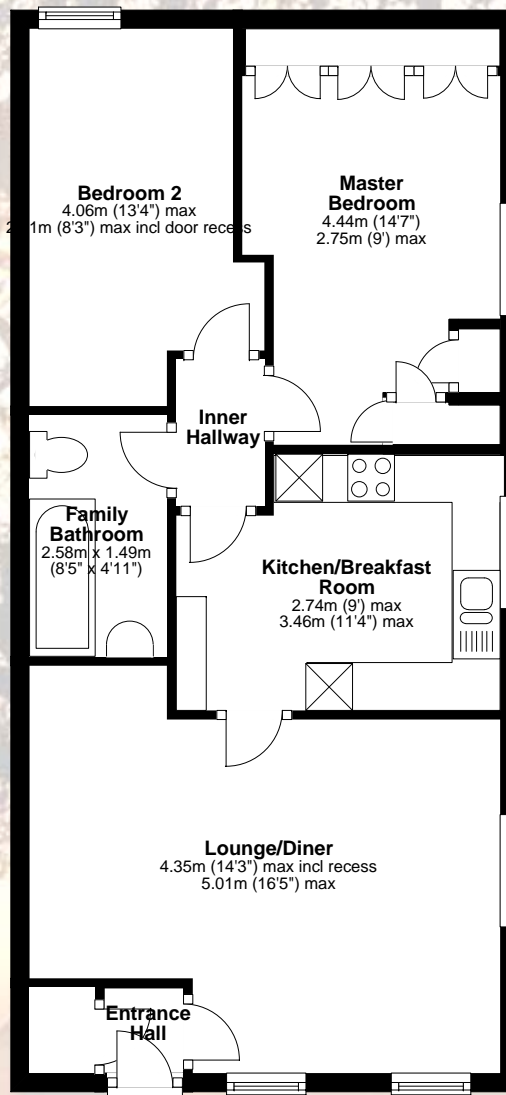 Bedroom 2
4.06m (13'4") max
(8'3") max incl door recess
Master
Bedroom
4.44m (14'7")
2.75m (9') max
Inner
Hallway
Family
Bathroom
2.58m x 1.49m
(8'5" x 4'11")
Kitchen/Breakfast
Room
2.74m (9') max
3.46m (11'4") max
Lounge/Diner
4.35m (14'3") max incl recess
5.01m (16'5") max
Entrance
Hall